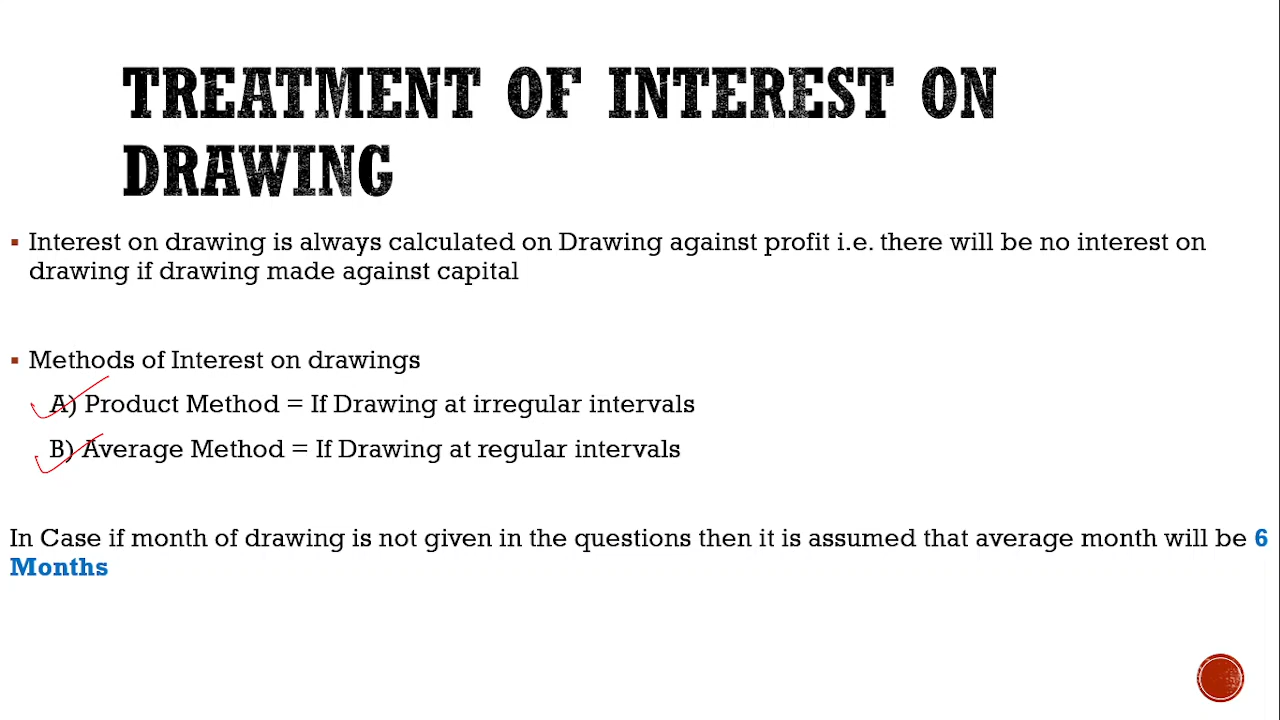 TREATMENT OF INTEREST ON
DRAWING
▪ Interest on drawing is always calculated on Drawing against profit i.e. there will be no interest on
drawing if drawing made against capital
▪ Methods of Interest on drawings
A) Product Method = If Drawing at irregular intervals
B) Average Method = If Drawing at regular intervals
In Case if month of drawing is not given in the questions then it is assumed that average month will be 6
Months